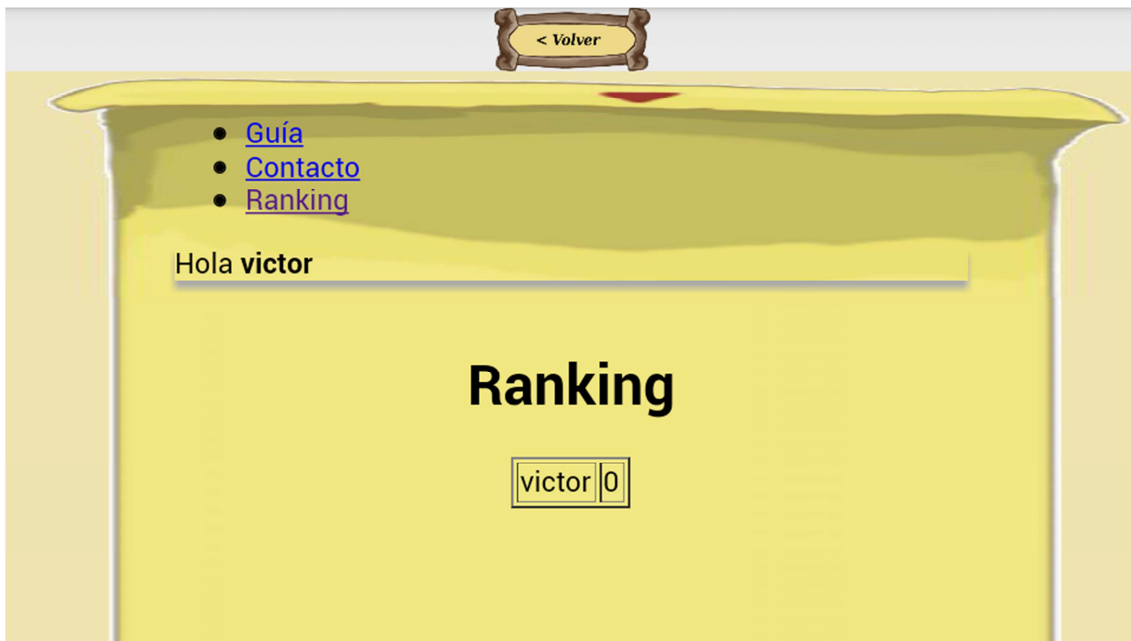 < Volver
Guía
Contacto
Ranking
Hola victor
Ranking
victor 0